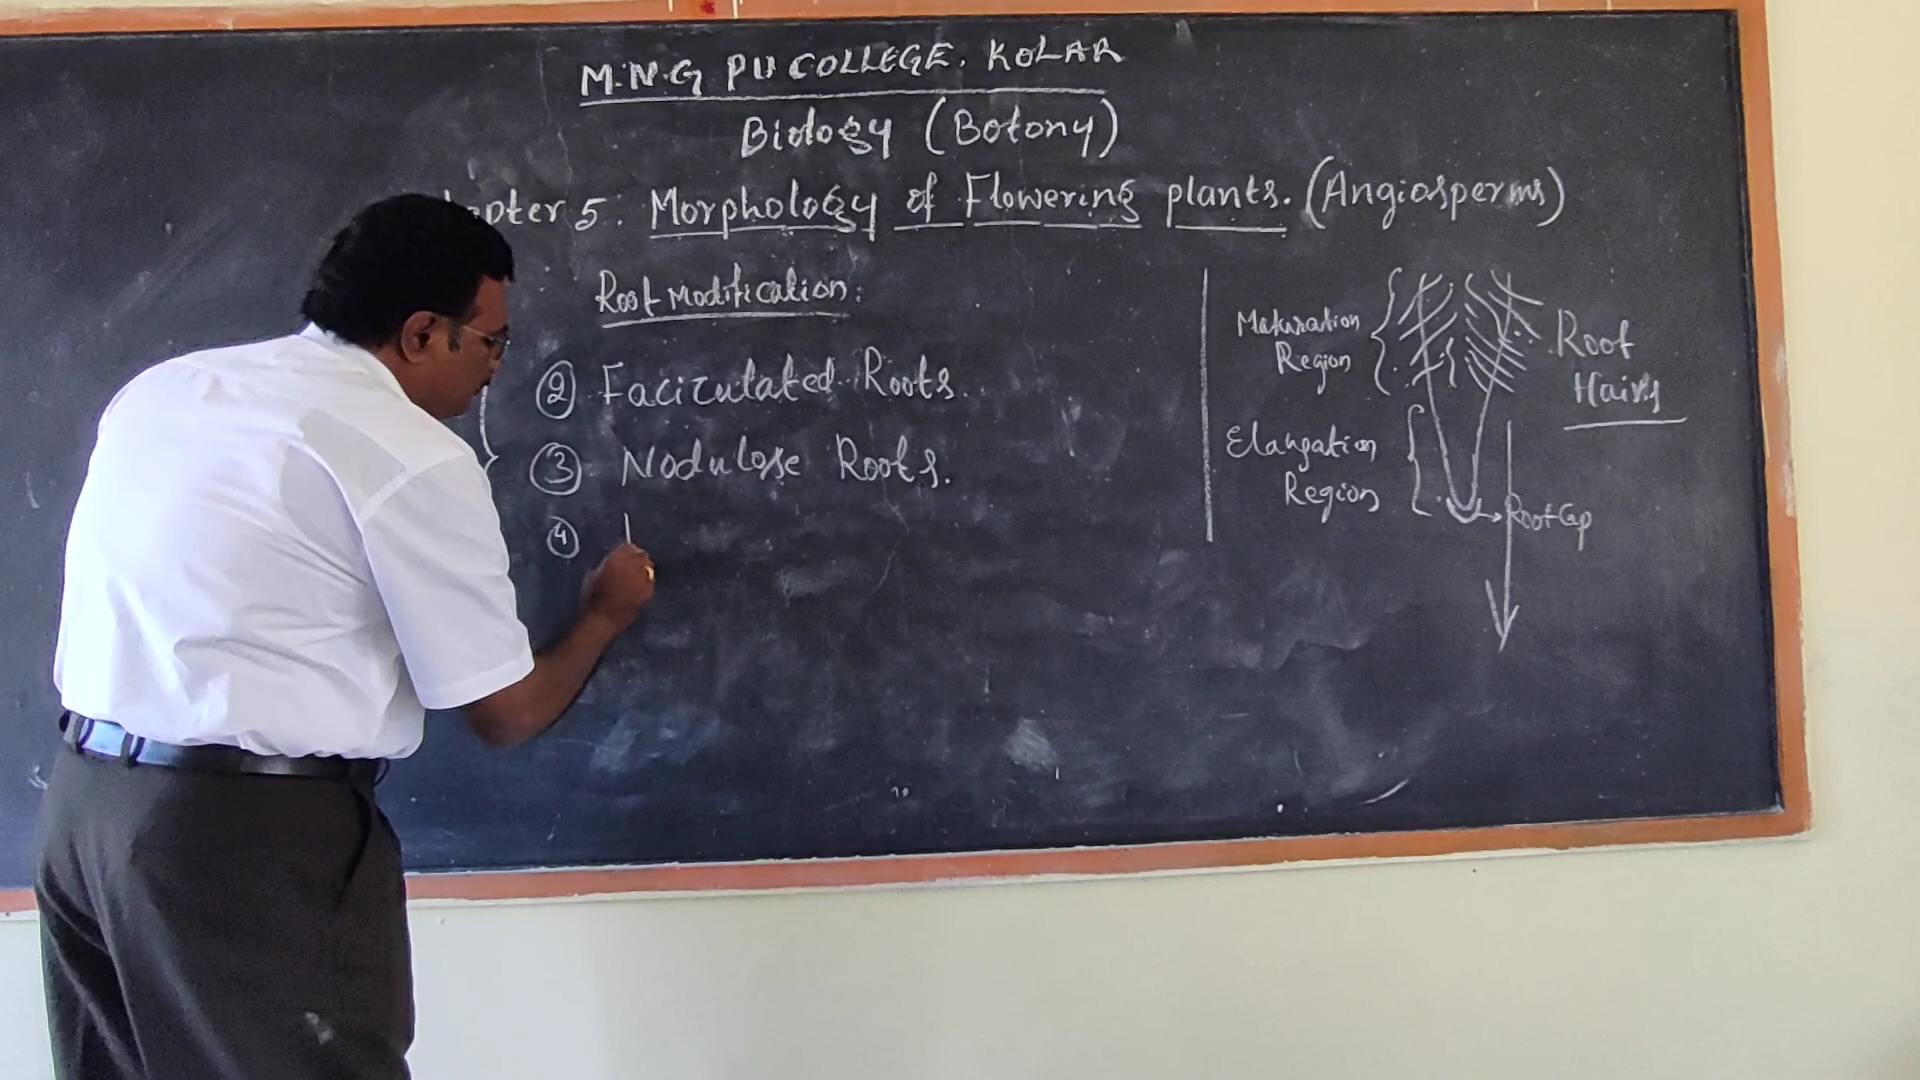 M.N.G PU COLLEGE. KOLAR
Biology (Botony)
pter 5: Morphology of Flowering plants. (Angiosperms)
Root Modification:
② Faciculated Roots.
③ Nodulose Roots.
④
Maturation
Region
Root
Hairs
Elangation
Region
Root Cap